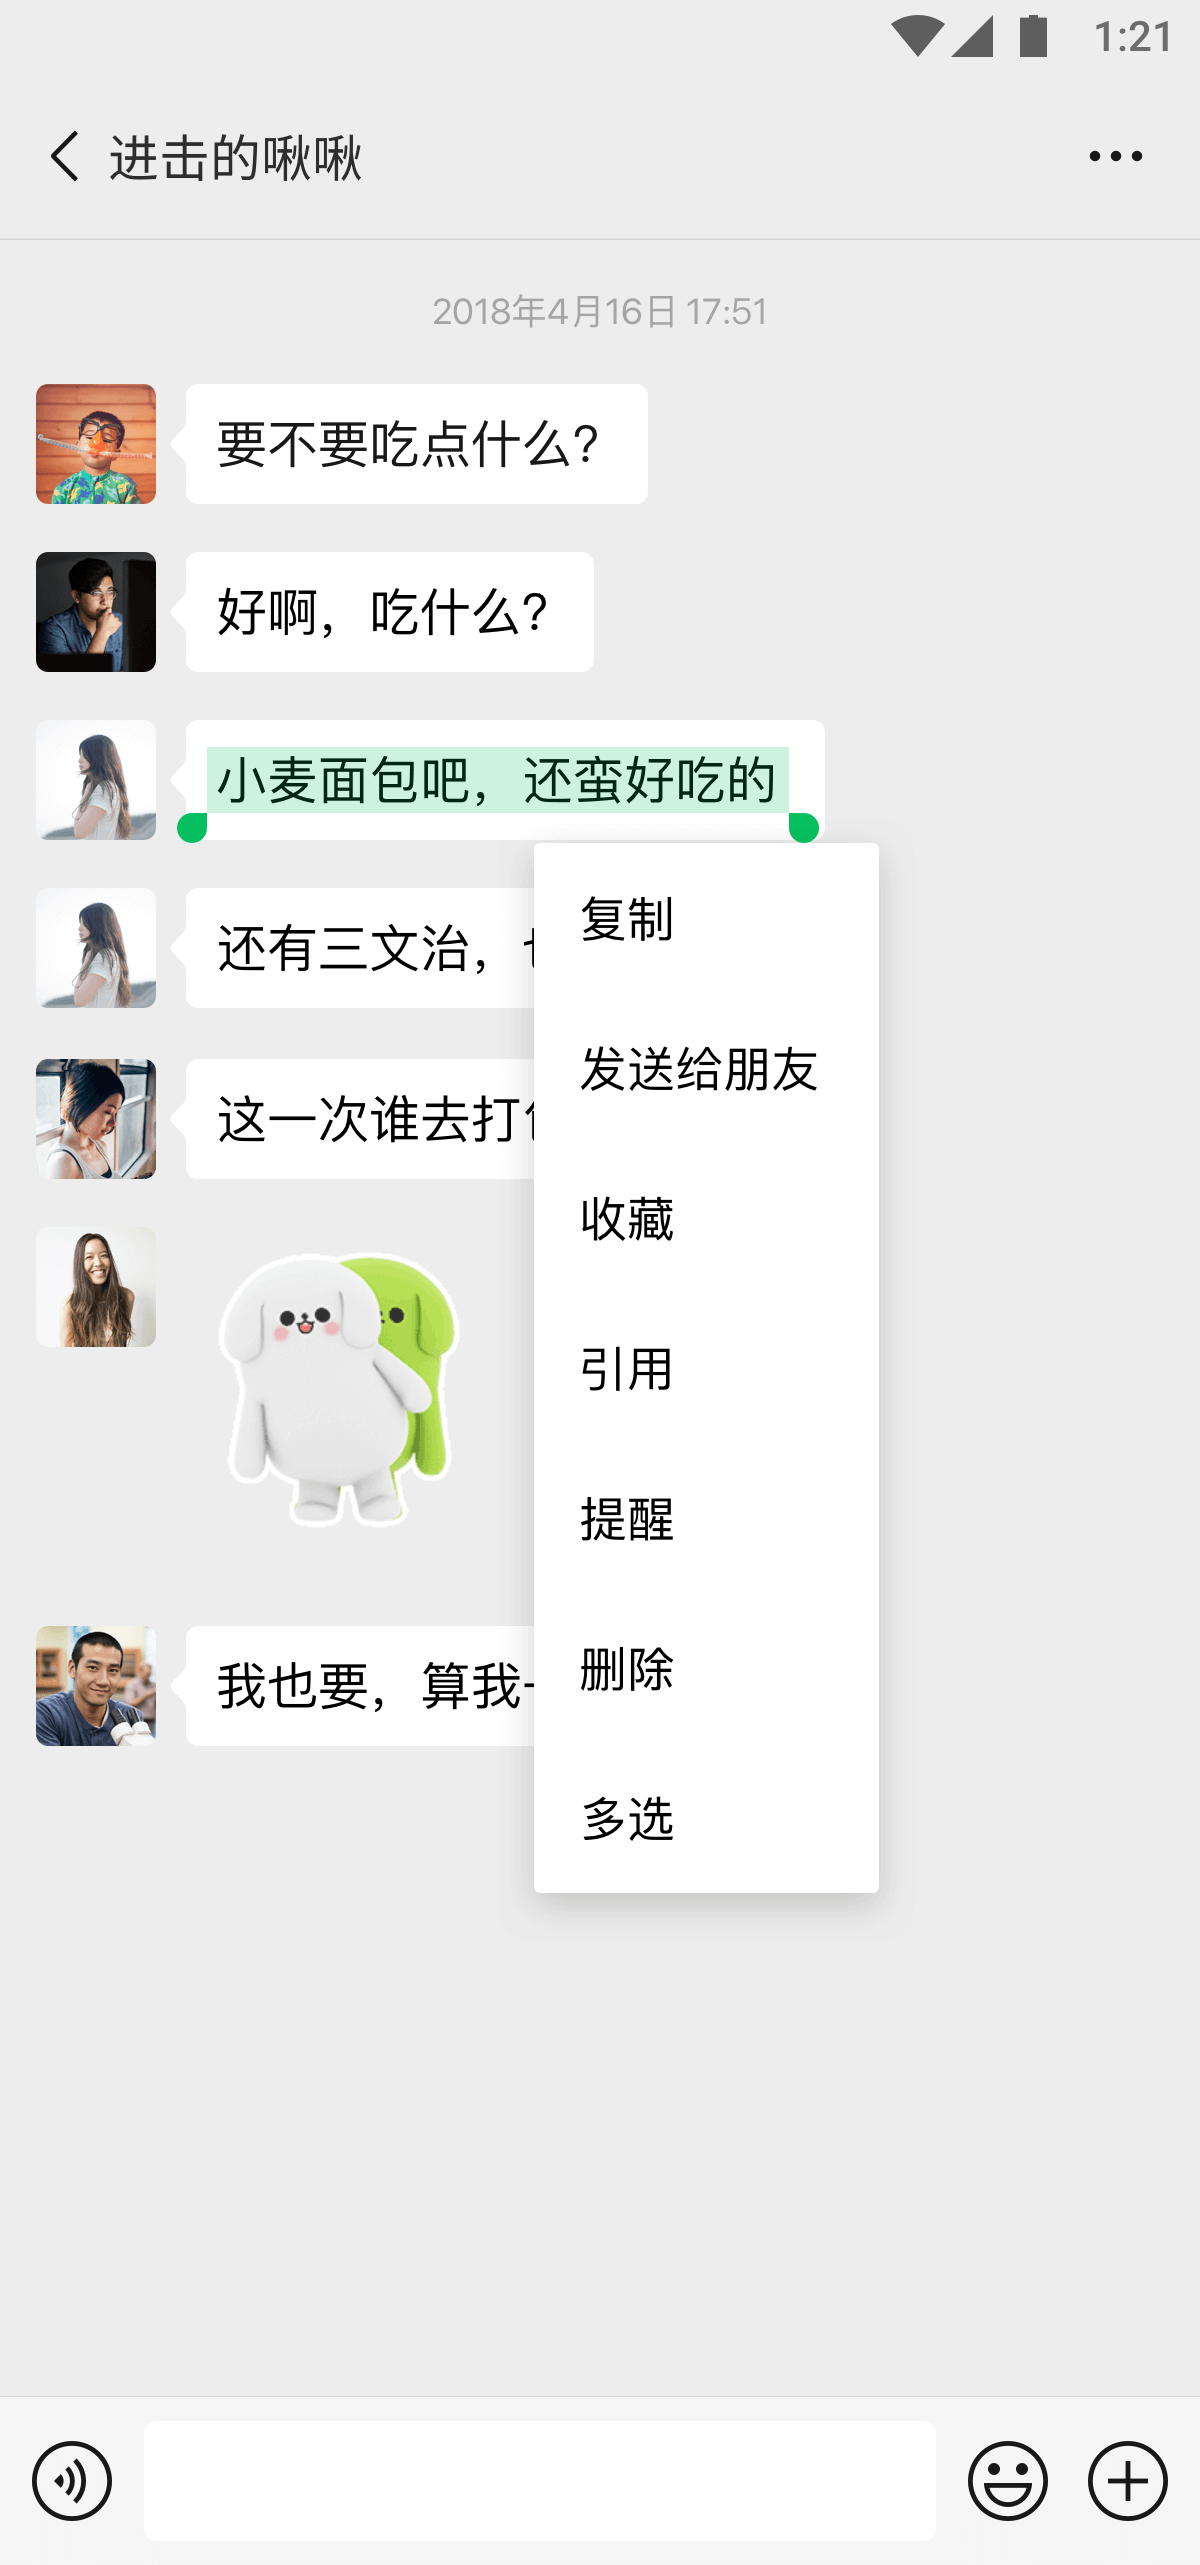 1:21
进击的啾啾
2018年4月16日 17:51
要不要吃点什么?
好啊，吃什么?
小麦面包吧，还蛮好吃的
还有三文治，
这一次谁去打
我也要，算我
复制
发送给朋友
收藏
引用
提醒
删除
多选